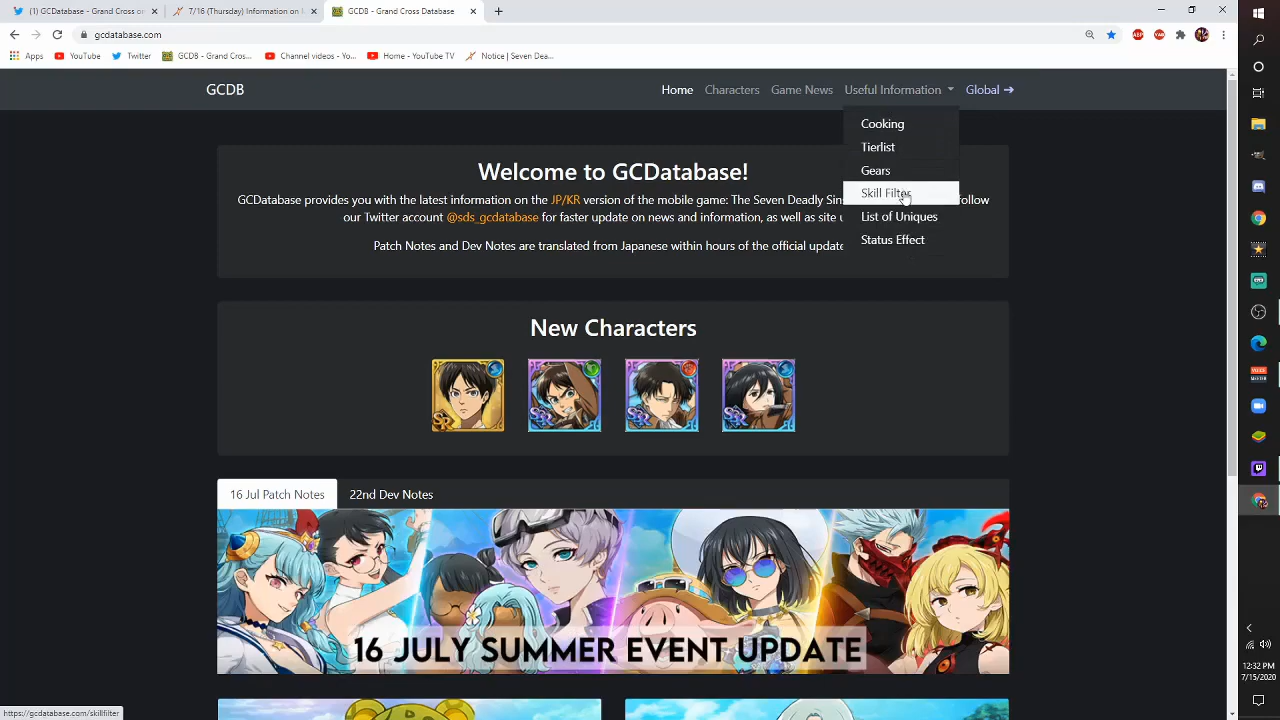 (1) GCDatabase - Grand Cross on
7/16 (Thursday) Information on
GCDB - Grand Cross Database
gcdatabase.com
Apps
YouTube
Twitter
GCDB - Grand Cros...
Channel videos - Yo...
Home - YouTube TV
Notice | Seven Dea...
GCDB
Home
Characters
Game News
Useful Information
Global
Cooking
Tierlist
Gears
Skill Filter
List of Uniques
Status Effect
Welcome to GCDatabase!
GCDatabase provides you with the latest information on the JP/KR version of the mobile game: The Seven Deadly Sin follow
our Twitter account @sds_gcdatabase for faster update on news and information, as well as site u
Patch Notes and Dev Notes are translated from Japanese within hours of the official update
New Characters
SR
SR
SR
SR
16 Jul Patch Notes
22nd Dev Notes
16 JULY SUMMER EVENT UPDATE
https://gcdatabase.com/skillfilter
12:32 PM
7/15/2020